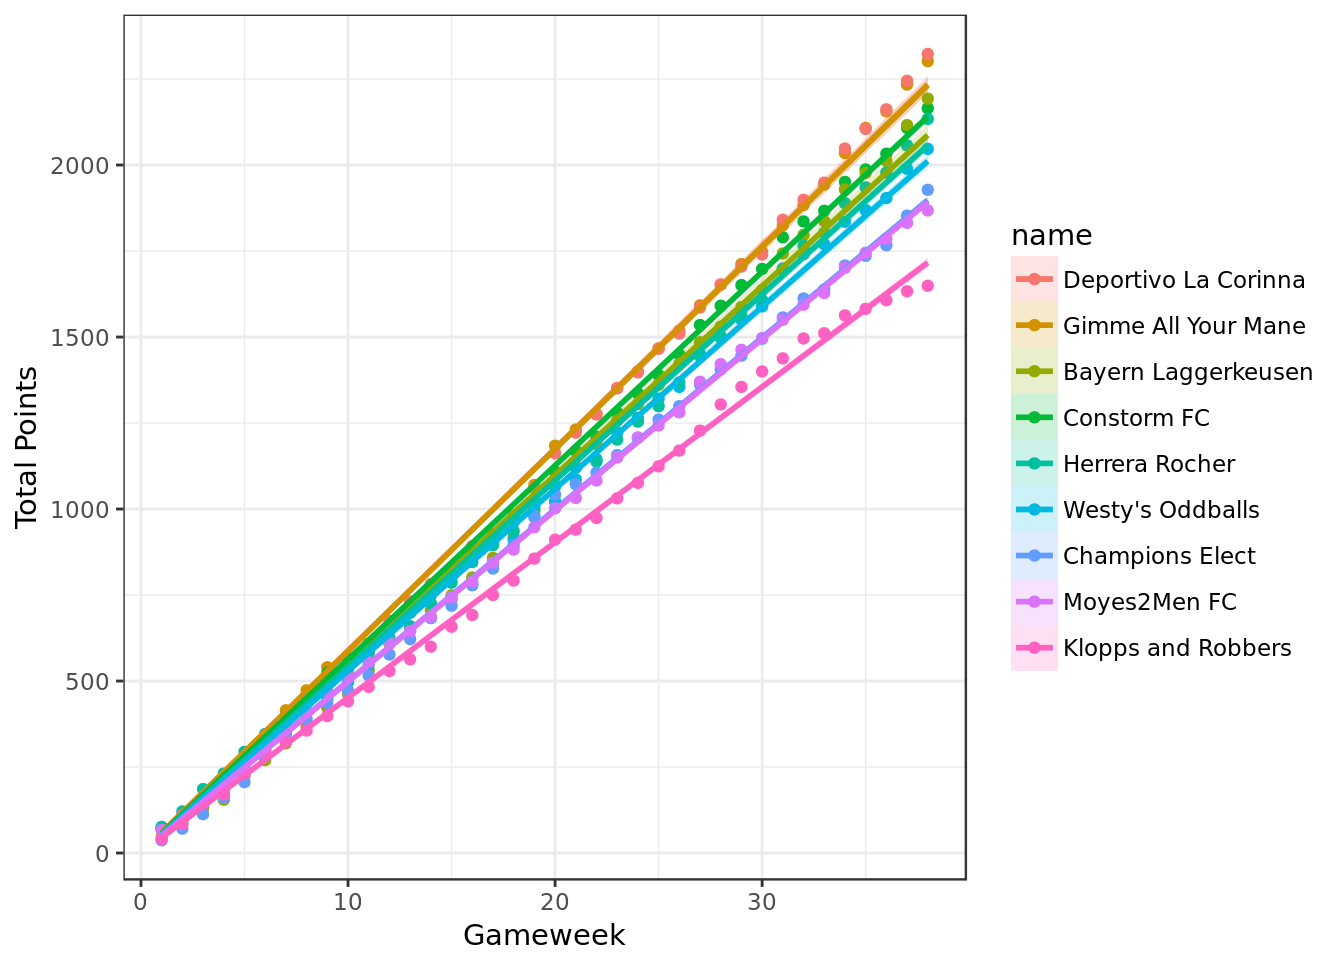 2000
1500
1000
500
0
0 10 20 30
Gameweek
Total Points
name
Deportivo La Corinna
Gimme All Your Mane
Bayern Laggerkeusen
Constorm FC
Herrera Rocher
Westy's Oddballs
Champions Elect
Moyes2Men FC
Klopps and Robbers